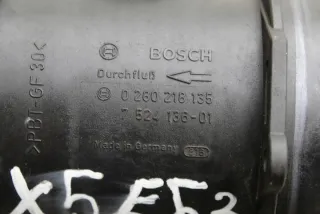 BOSCH
Durchfluß
0 280 218 135
7 524 136-01
Made in Germany
>PBT-GF30<
X5 E53